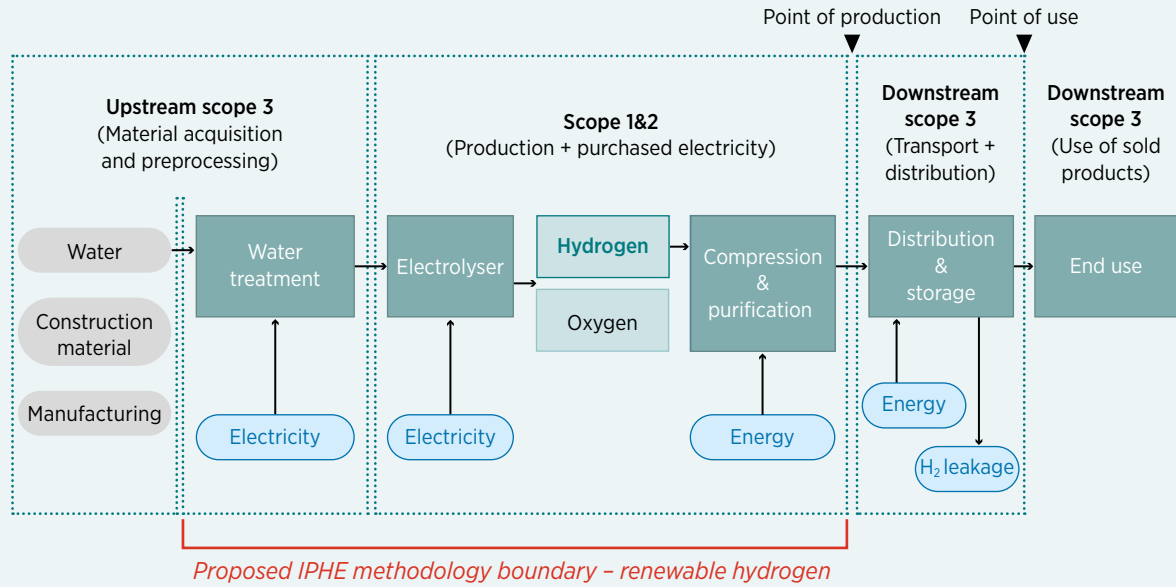 Point of production
Point of use
Upstream scope 3
(Material acquisition
and preprocessing)
Scope 1&2
(Production + purchased electricity)
Downstream
scope 3
(Transport +
distribution)
Downstream
scope 3
(Use of sold
products)
Water
Construction
material
Manufacturing
Water
treatment
Electricity
Electrolyser
Electricity
Hydrogen
Oxygen
Compression
&
purification
Energy
Distribution
&
storage
Energy
H₂ leakage
End use
Proposed IPHE methodology boundary – renewable hydrogen